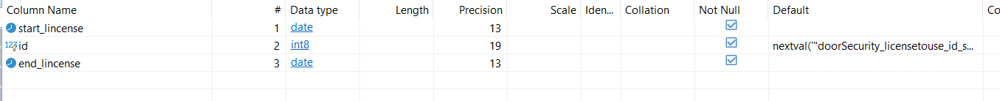 Column Name # Data type Length Precision Scale Iden... Collation Not Null Default Co
start_lincense 1 date 13
123 id 2 int8 19 nextval('"doorSecurity_licensetouse_id_s...
end_lincense 3 date 13